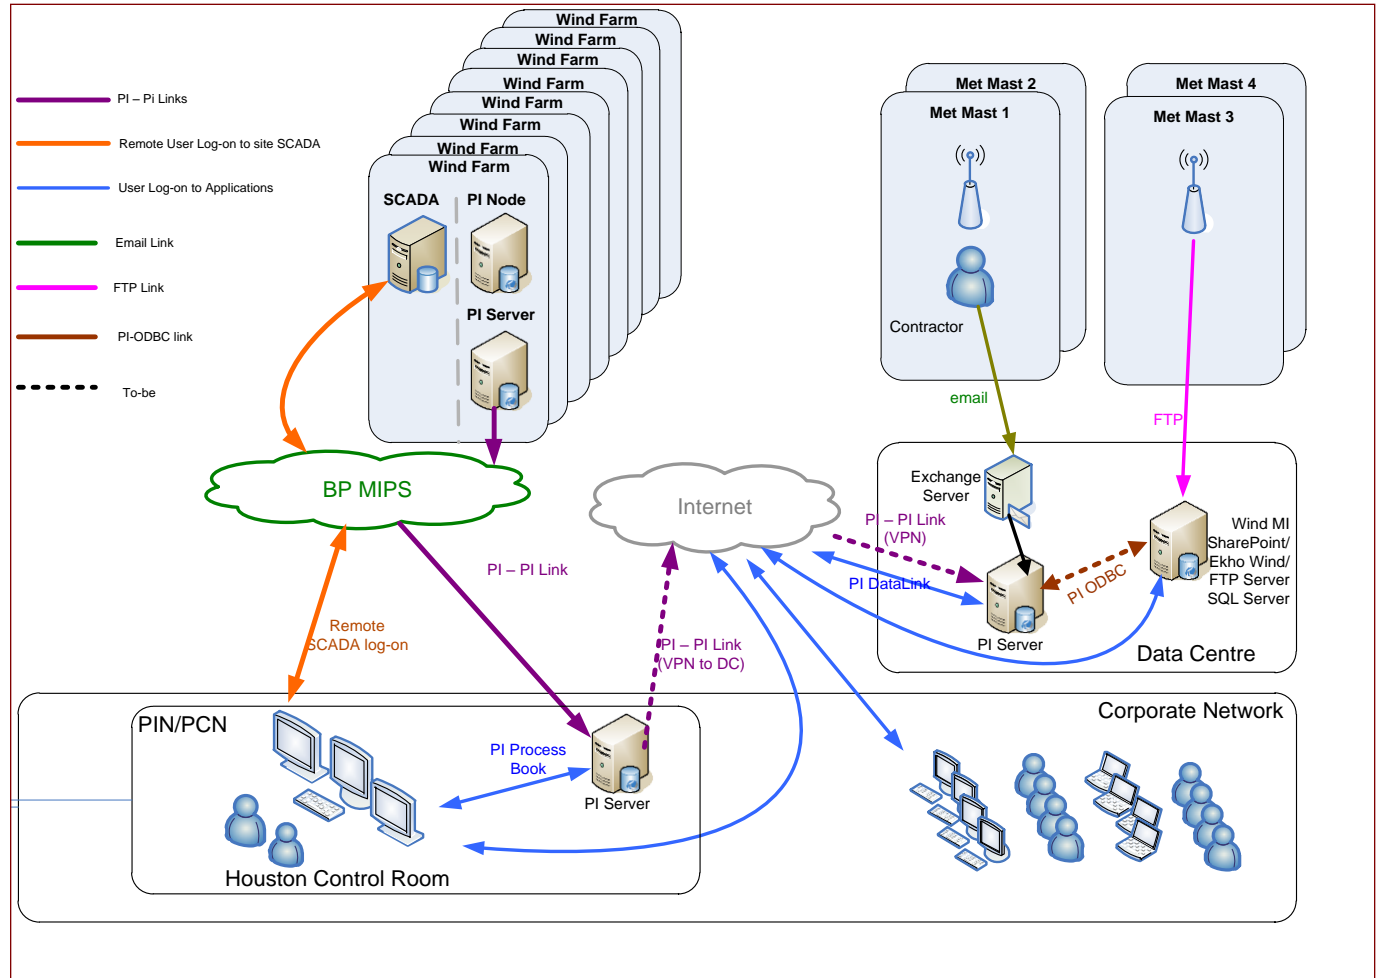 Wind Farm
Wind Farm
Wind Farm
Wind Farm
Wind Farm
Wind Farm
Wind Farm
Wind Farm
SCADA
PI Node
PI Server
PI – Pi Links
Remote User Log-on to site SCADA
User Log-on to Applications
Email Link
FTP Link
PI-ODBC link
To-be
Met Mast 2
Met Mast 1
Contractor
Met Mast 4
Met Mast 3
email
FTP
BP MIPS
Internet
Exchange
Server
PI – PI Link
(VPN)
PI DataLink
PI ODBC
PI Server
Wind MI
SharePoint/
Ekho Wind/
FTP Server
SQL Server
Data Centre
PI – PI Link
Remote
SCADA log-on
PI – PI Link
(VPN to DC)
PIN/PCN
PI Process
Book
PI Server
Houston Control Room
Corporate Network